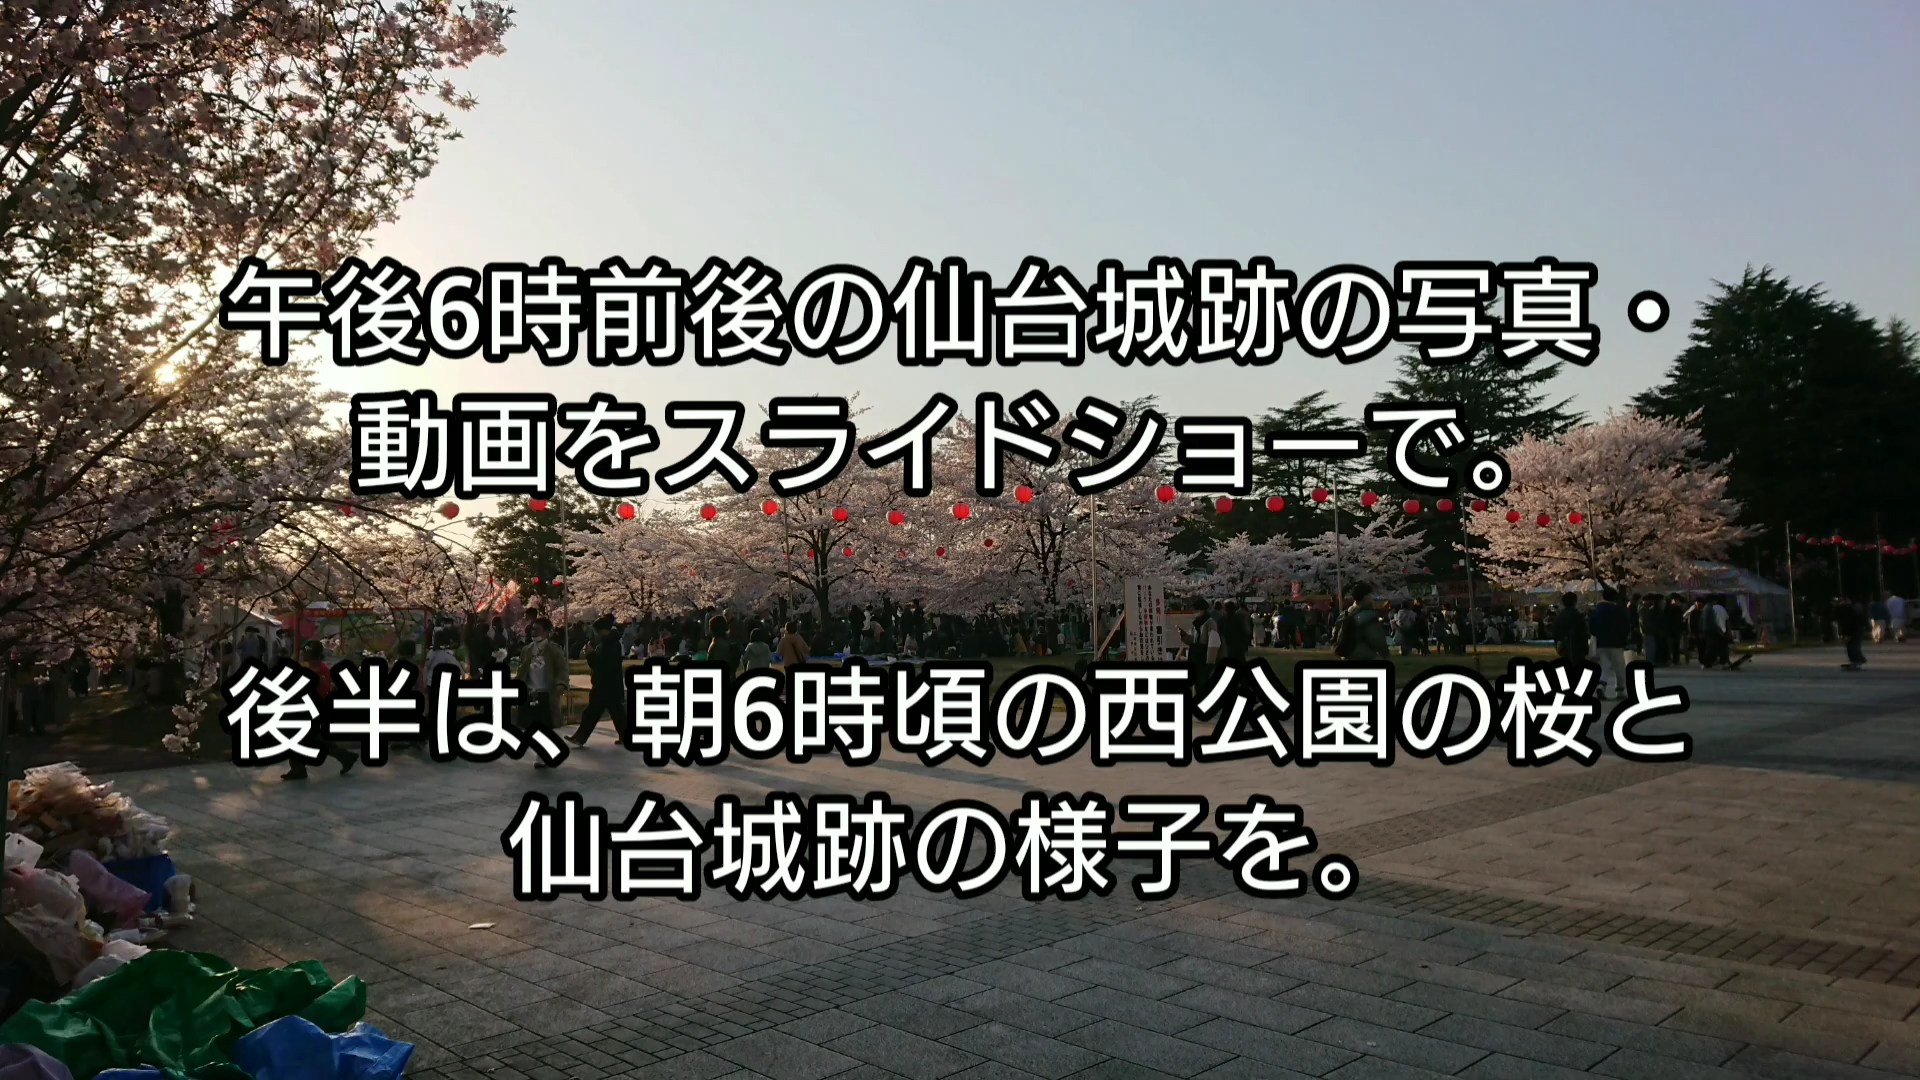 午後6時前後の仙台城跡の写真・
動画をスライドショーで。
後半は、朝6時頃の西公園の桜と
仙台城跡の様子を。